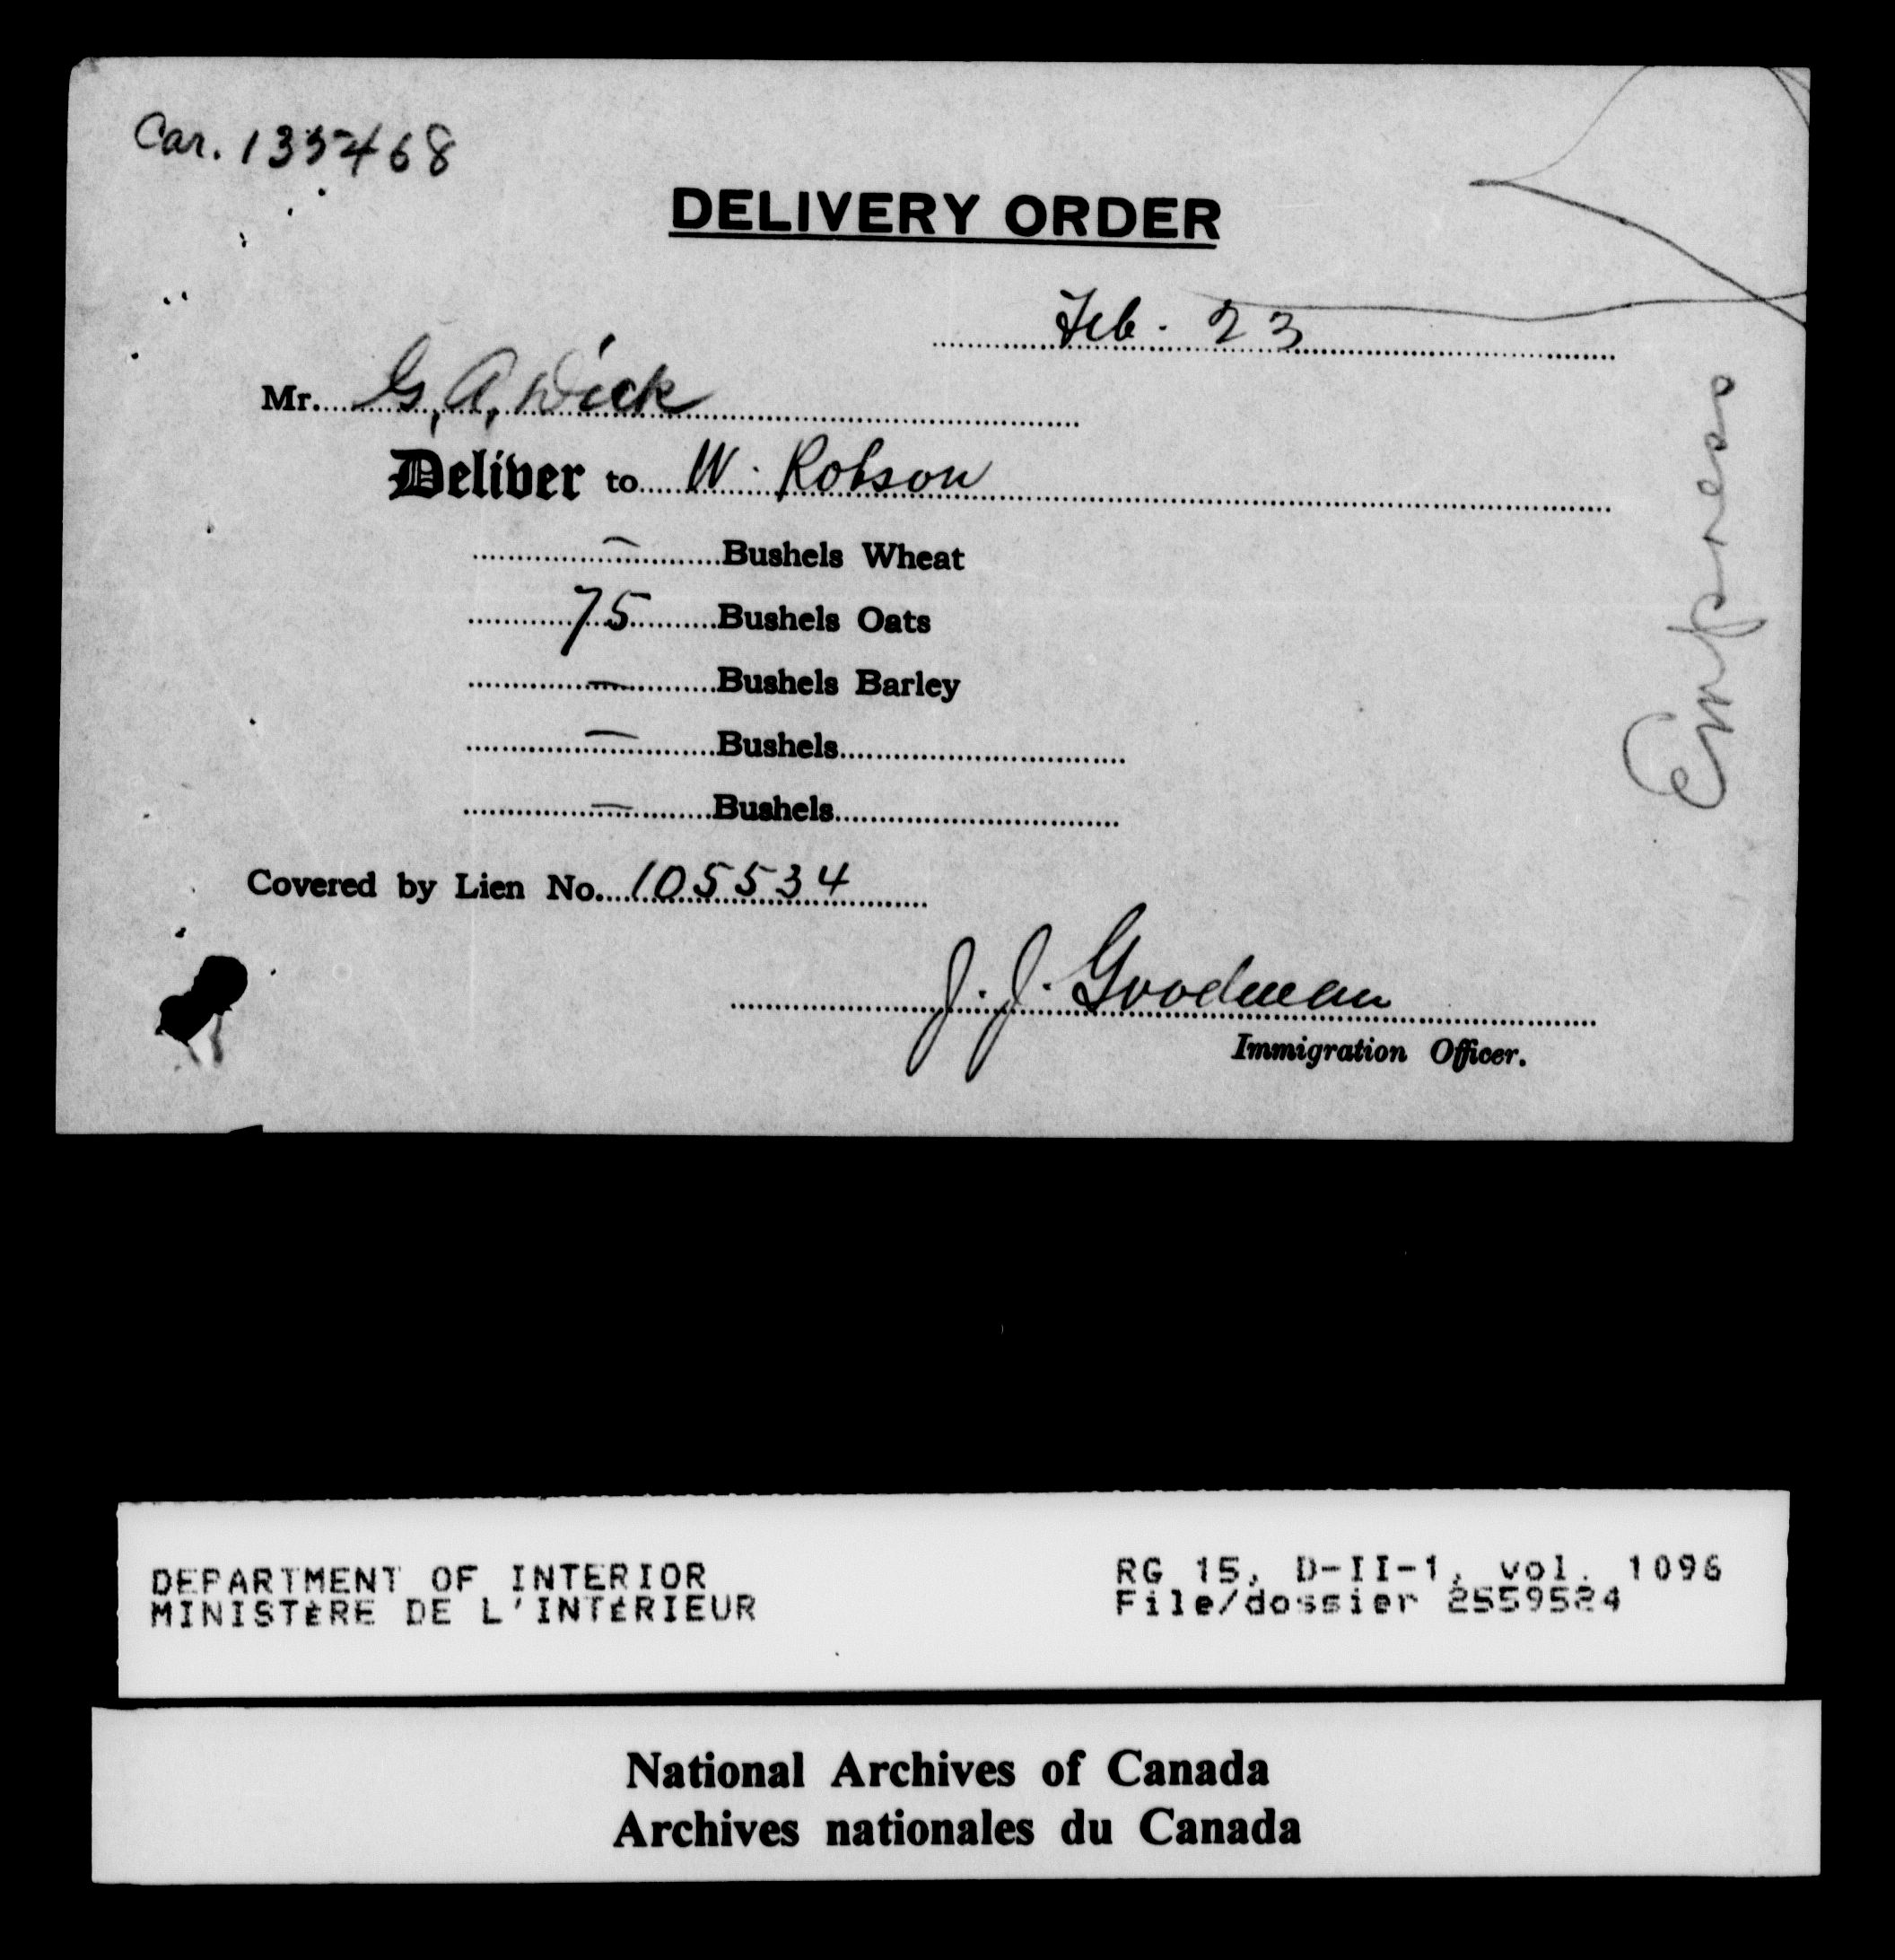 Car. 133468
DELIVERY ORDER
Feb. 23
Mr. G, A, Dick
Deliver to W. Robson
— Bushels Wheat
75 Bushels Oats
— Bushels Barley
— Bushels
— Bushels
Covered by Lien No. 105534
J. J. Goodman
Immigration Officer.
Empress
DEPARTMENT OF INTERIOR
MINISTÈRE DE L'INTÉRIEUR
RG 15, D-II-1, vol. 1096
File/dossier 2559524
National Archives of Canada
Archives nationales du Canada